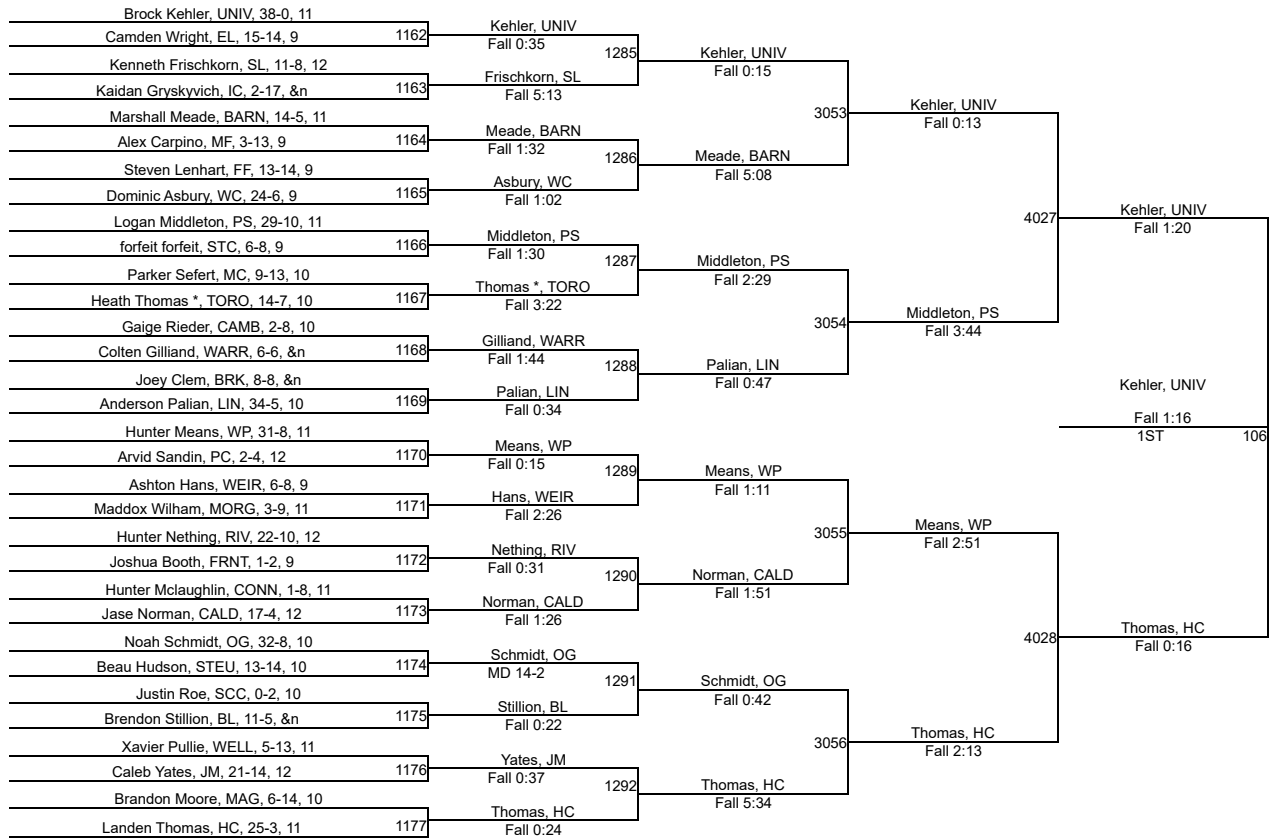 Brock Kehler, UNIV, 38-0, 11
Camden Wright, EL, 15-14, 9
1162
Kenneth Frischkorn, SL, 11-8, 12
Kaidan Gryskyvich, IC, 2-17, &n
1163
Marshall Meade, BARN, 14-5, 11
Alex Carpino, MF, 3-13, 9
1164
Steven Lenhart, FF, 13-14, 9
Dominic Asbury, WC, 24-6, 9
1165
Logan Middleton, PS, 29-10, 11
forfeit forfeit, STC, 6-8, 9
1166
Parker Sefert, MC, 9-13, 10
Heath Thomas *, TORO, 14-7, 10
1167
Gaige Rieder, CAMB, 2-8, 10
Colten Gilliand, WARR, 6-6, &n
1168
Joey Clem, BRK, 8-8, &n
Anderson Palian, LIN, 34-5, 10
1169
Hunter Means, WP, 31-8, 11
Arvid Sandin, PC, 2-4, 12
1170
Ashton Hans, WEIR, 6-8, 9
Maddox Wilham, MORG, 3-9, 11
1171
Hunter Nething, RIV, 22-10, 12
Joshua Booth, FRNT, 1-2, 9
1172
Hunter Mclaughlin, CONN, 1-8, 11
Jase Norman, CALD, 17-4, 12
1173
Noah Schmidt, OG, 32-8, 10
Beau Hudson, STEU, 13-14, 10
1174
Justin Roe, SCC, 0-2, 10
Brendon Stillion, BL, 11-5, &n
1175
Xavier Pullie, WELL, 5-13, 11
Caleb Yates, JM, 21-14, 12
1176
Brandon Moore, MAG, 6-14, 10
Landen Thomas, HC, 25-3, 11
1177
Kehler, UNIV
Fall 0:35
1285
Frischkorn, SL
Fall 5:13
Meade, BARN
Fall 1:32
1286
Asbury, WC
Fall 1:02
Middleton, PS
Fall 1:30
1287
Thomas *, TORO
Fall 3:22
Gilliand, WARR
Fall 1:44
1288
Palian, LIN
Fall 0:34
Means, WP
Fall 0:15
1289
Hans, WEIR
Fall 2:26
Nething, RIV
Fall 0:31
1290
Norman, CALD
Fall 1:26
Schmidt, OG
MD 14-2
1291
Stillion, BL
Fall 0:22
Yates, JM
Fall 0:37
1292
Thomas, HC
Fall 0:24
Kehler, UNIV
Fall 0:15
3053
Meade, BARN
Fall 5:08
Middleton, PS
Fall 2:29
3054
Palian, LIN
Fall 0:47
Means, WP
Fall 1:11
3055
Norman, CALD
Fall 1:51
Schmidt, OG
Fall 0:42
3056
Thomas, HC
Fall 5:34
Kehler, UNIV
Fall 0:13
4027
Middleton, PS
Fall 3:44
Means, WP
Fall 2:51
4028
Thomas, HC
Fall 2:13
Kehler, UNIV
Fall 1:20
Kehler, UNIV
Fall 1:16
1ST
106
Thomas, HC
Fall 0:16